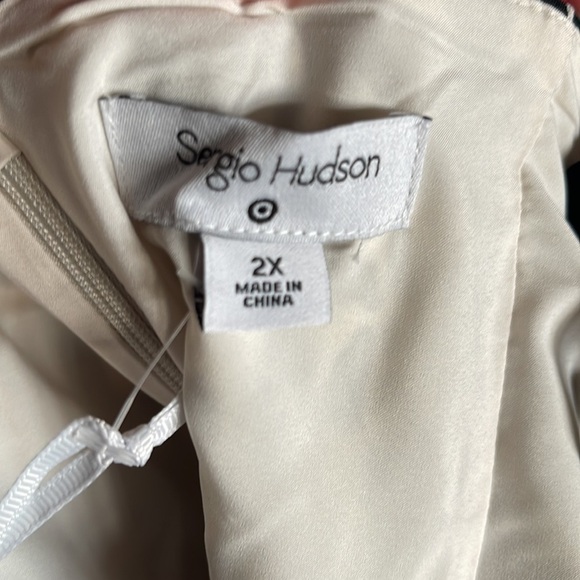 Sergio Hudson
2X
MADE IN
CHINA